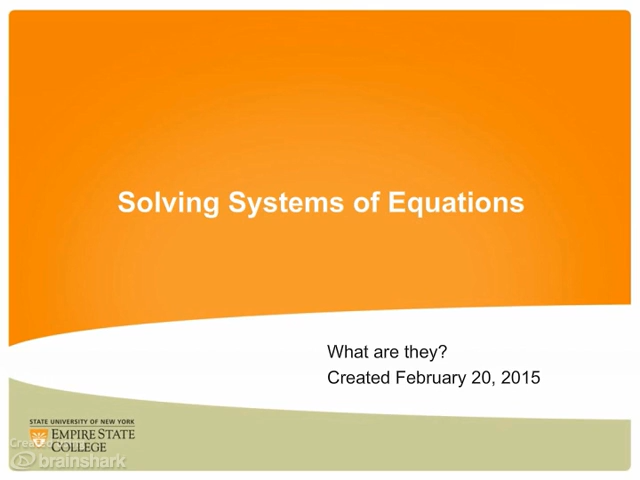 Solving Systems of Equations
What are they?
Created February 20, 2015
STATE UNIVERSITY OF NEW YORK
EMPIRE STATE
COLLEGE
brainshark